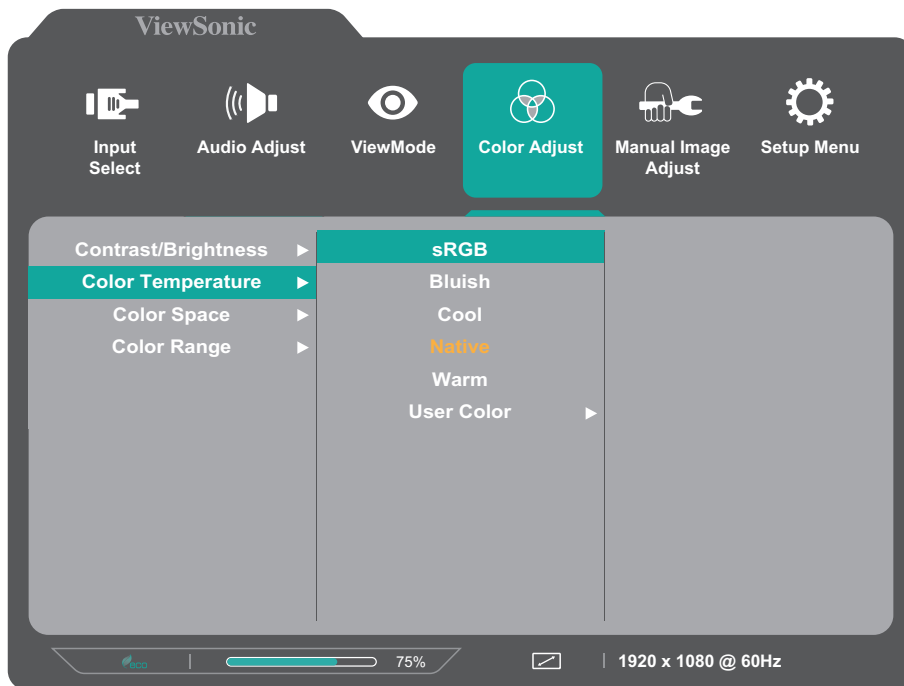 ViewSonic
Input
Select
Audio Adjust
ViewMode
Color Adjust
Manual Image
Adjust
Setup Menu
Contrast/Brightness ▶
Color Temperature ▶
Color Space ▶
Color Range ▶
sRGB
Bluish
Cool
Native
Warm
User Color ▶
eco
75%
1920 x 1080 @ 60Hz